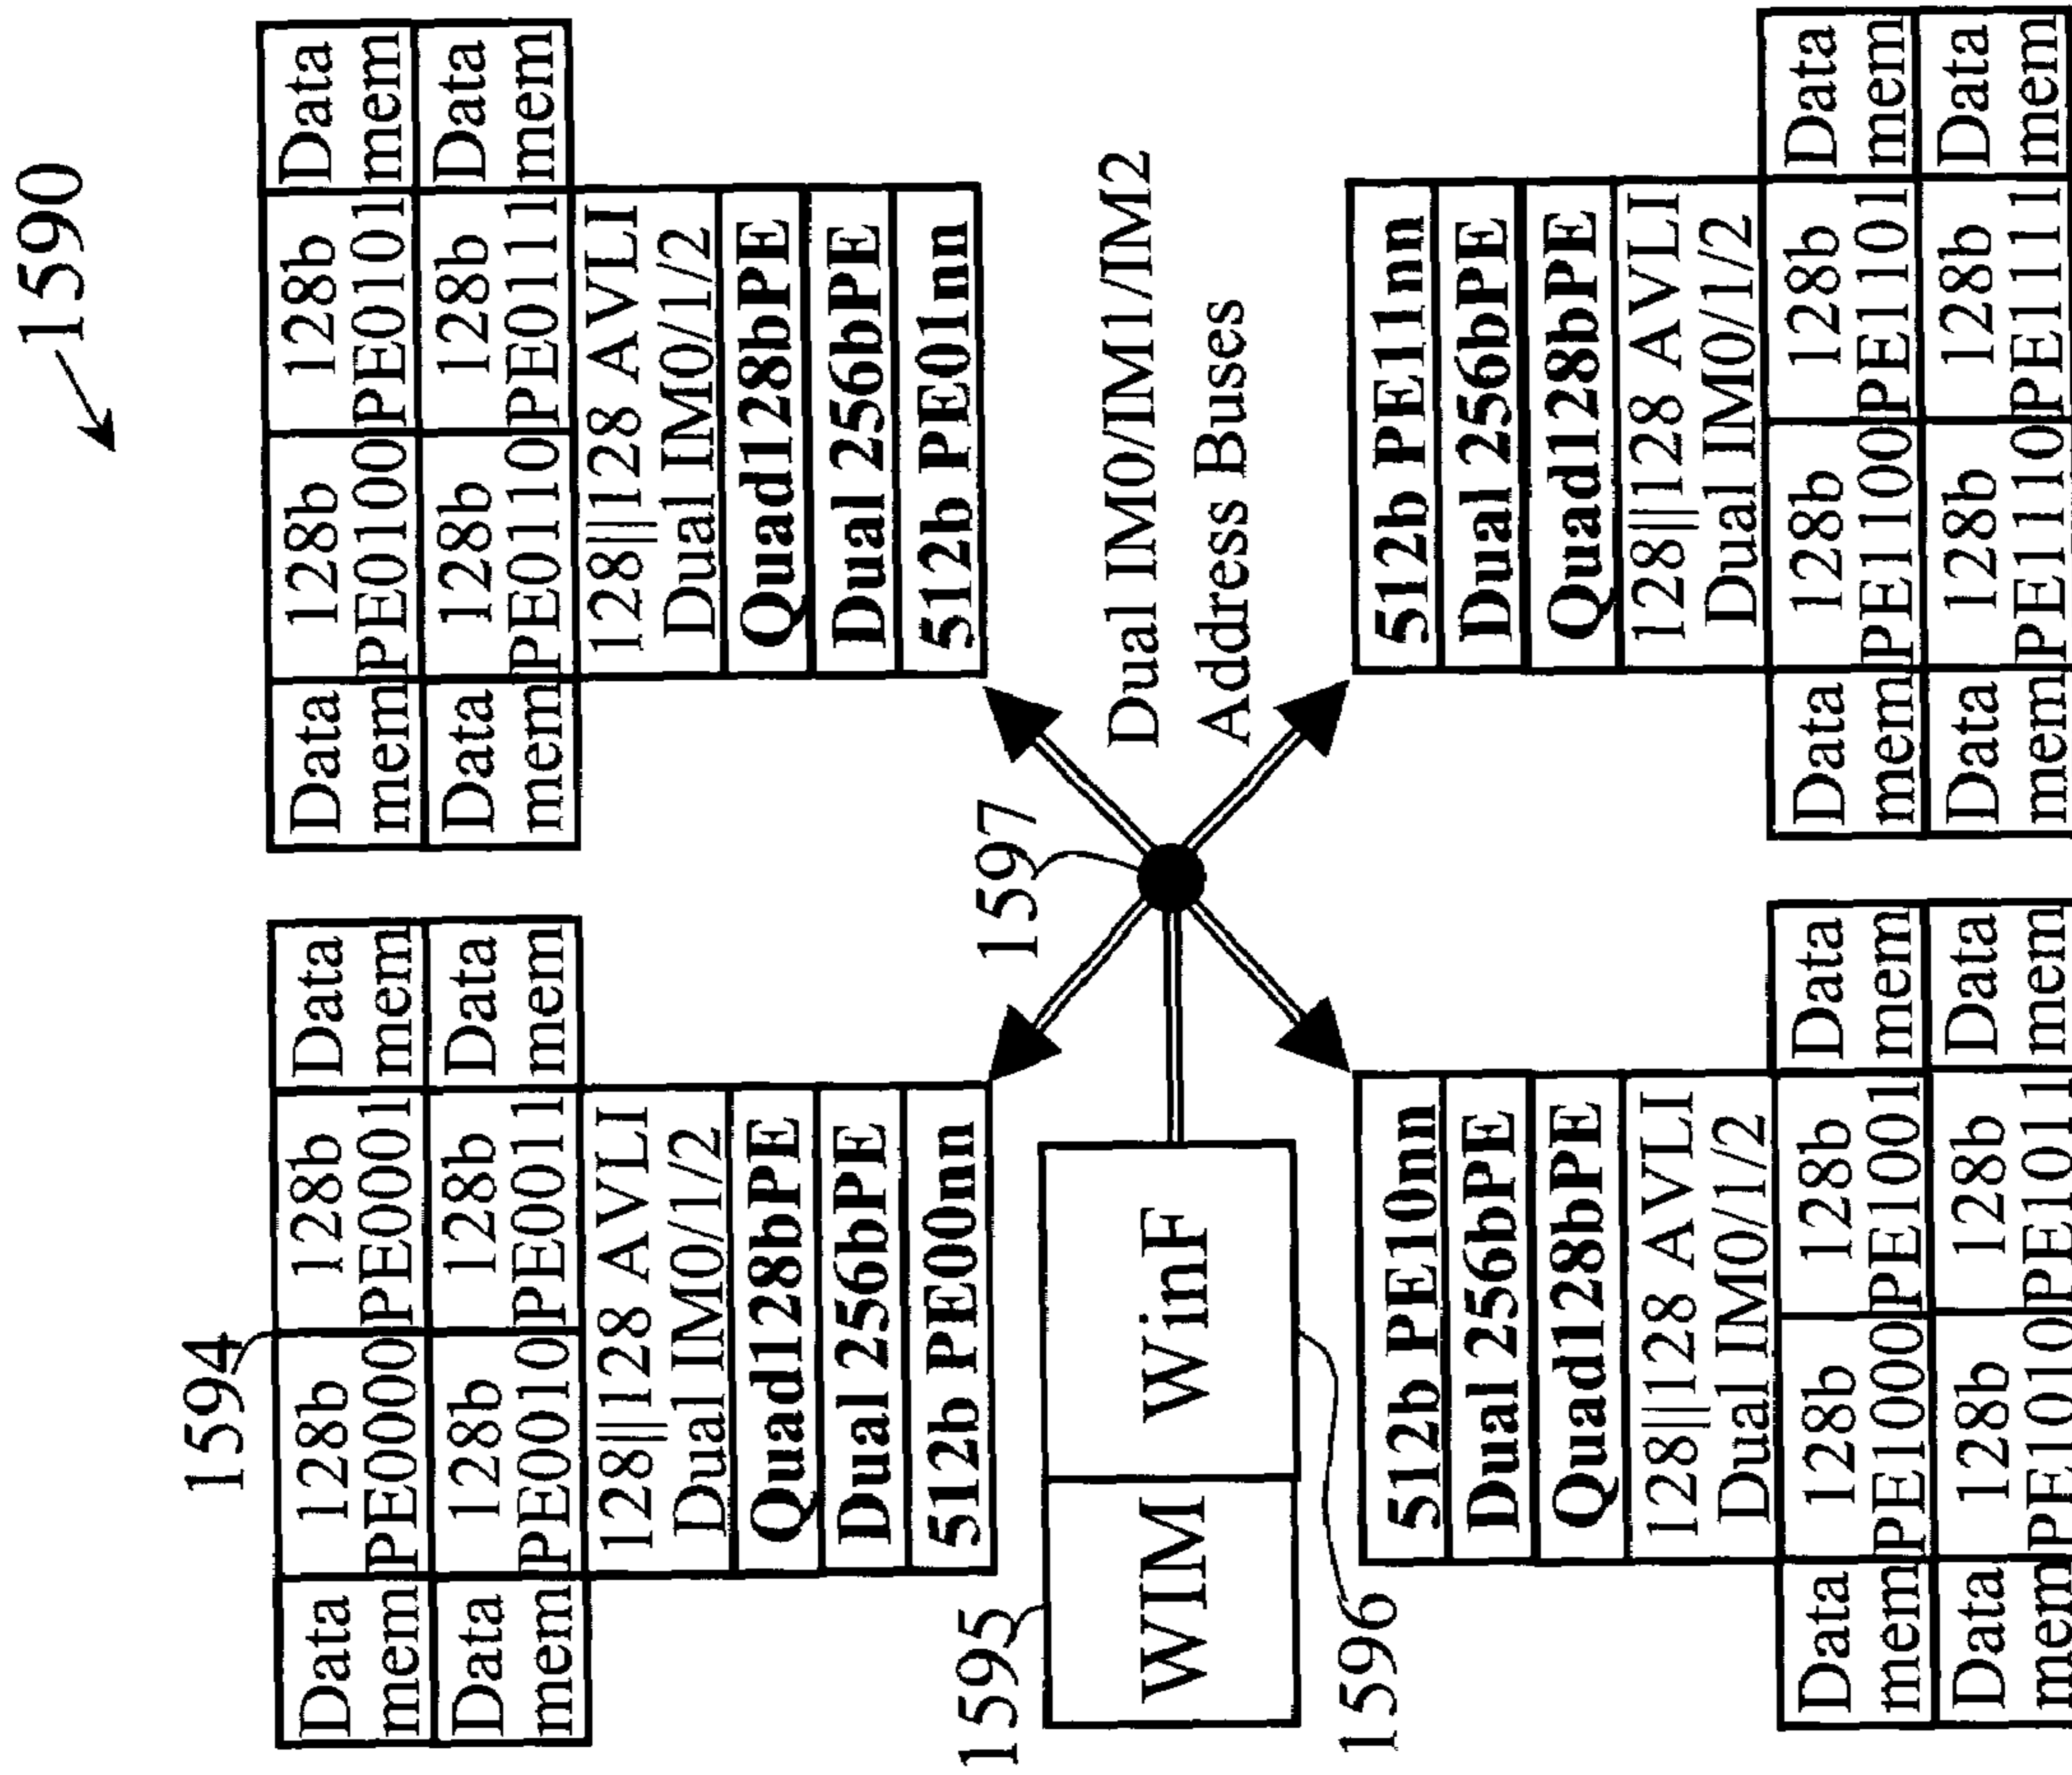 1590
1594
Data mem
128b PE0000
128b PE0001
Data mem
Data mem
128b PE0010
128b PE0011
Data mem
128|||128 AVLI
Dual IM0/1/2
Quad128bPE
Dual 256bPE
512b PE00nn
Data mem
128b PE0100
128b PE0101
Data mem
Data mem
128b PE0110
128b PE0111
Data mem
128|||128 AVLI
Dual IM0/1//2
Quad128bPE
Dual 256bPE
512b PE01nn
1595
WIM
WinF
1596
1597
Dual IM0/IM1/IM2
Address Buses
512b PE10nn
Dual 256bPE
Quad128bPE
128|||128 AVLI
Dual IM0/1/2
Data mem
128b PE1000
128b PE1001
Data mem
Data mem
128b PE1010
128b PE1011
Data mem
512b PE11nn
Dual 256bPE
Quad128bPE
128|||128 AVLI
Dual IM0/1/2
Data mem
128b PE1100
128b PE1101
Data mem
Data mem
128b PE1110
128b PE1111
Data mem